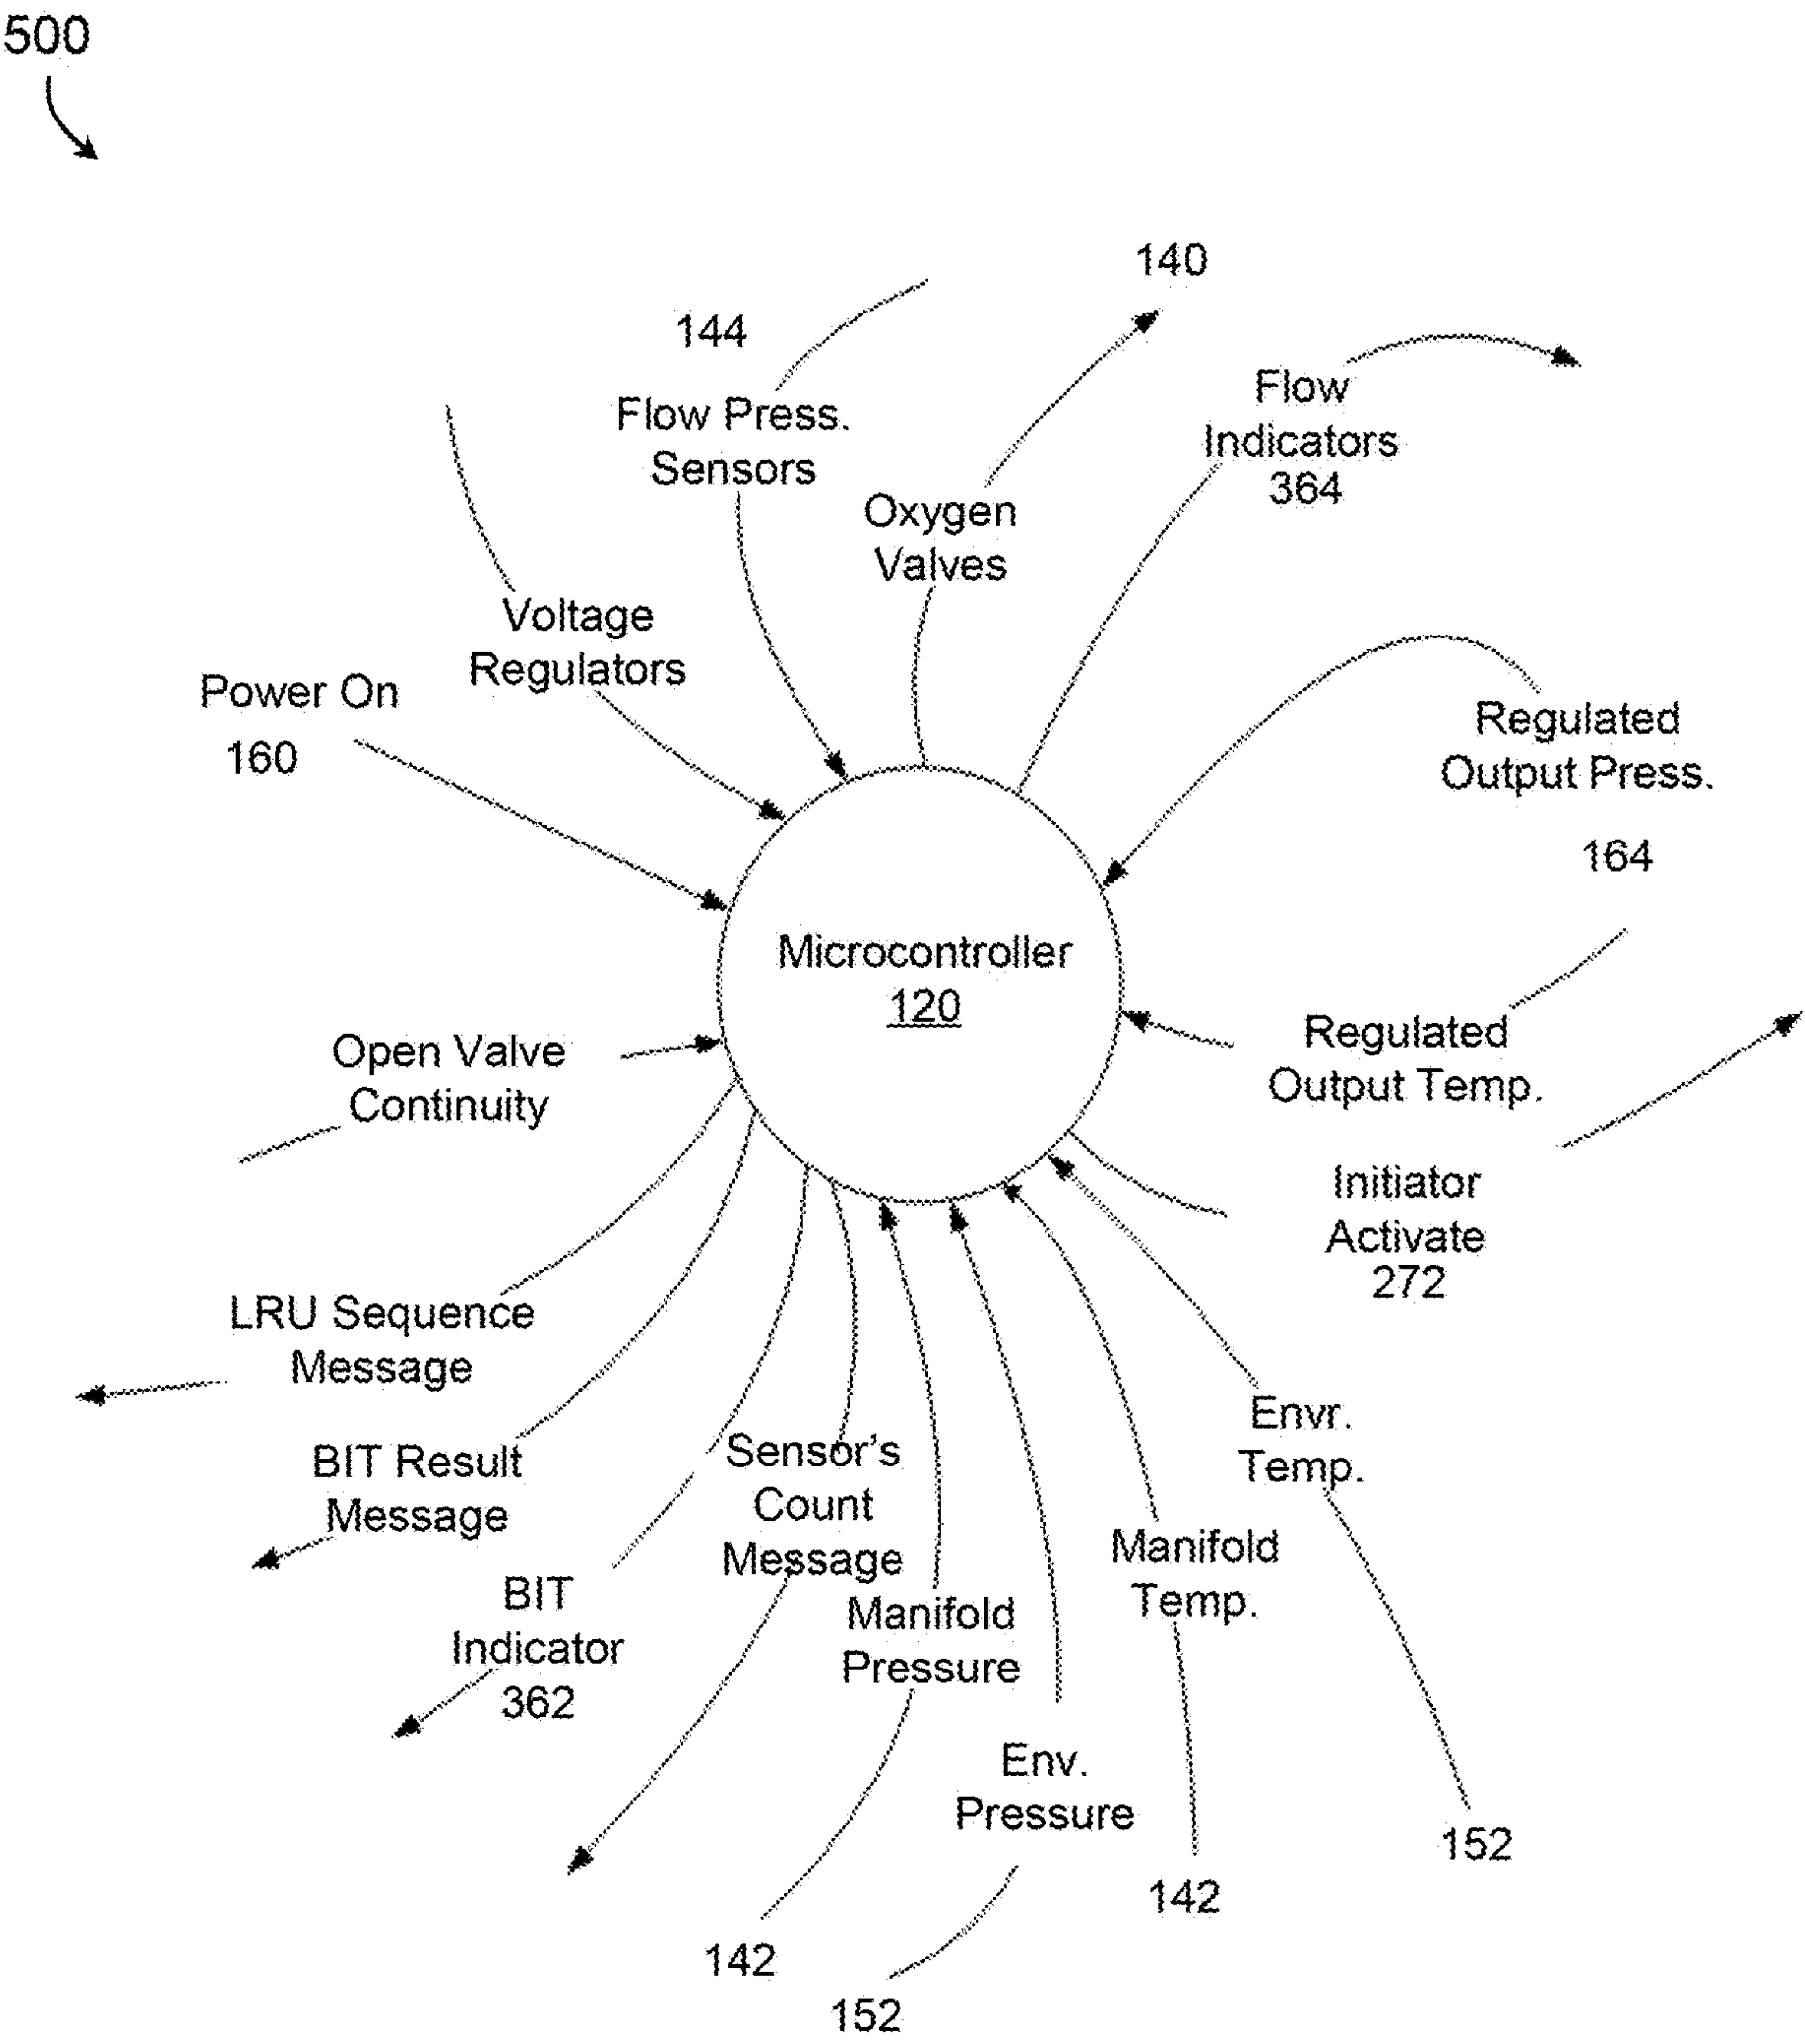 500
140
144
Flow Press.
Sensors
Flow
Indicators
364
Oxygen
Valves
Voltage
Regulators
Power On
160
Regulated
Output Press.
164
Microcontroller
120
Open Valve
Continuity
Regulated
Output Temp.
Initiator
Activate
272
LRU Sequence
Message
BIT Result
Message
Sensor's
Count
Message
Envr.
Temp.
Manifold
Temp.
BIT
Indicator
362
Manifold
Pressure
Env.
Pressure
152
142
142
152